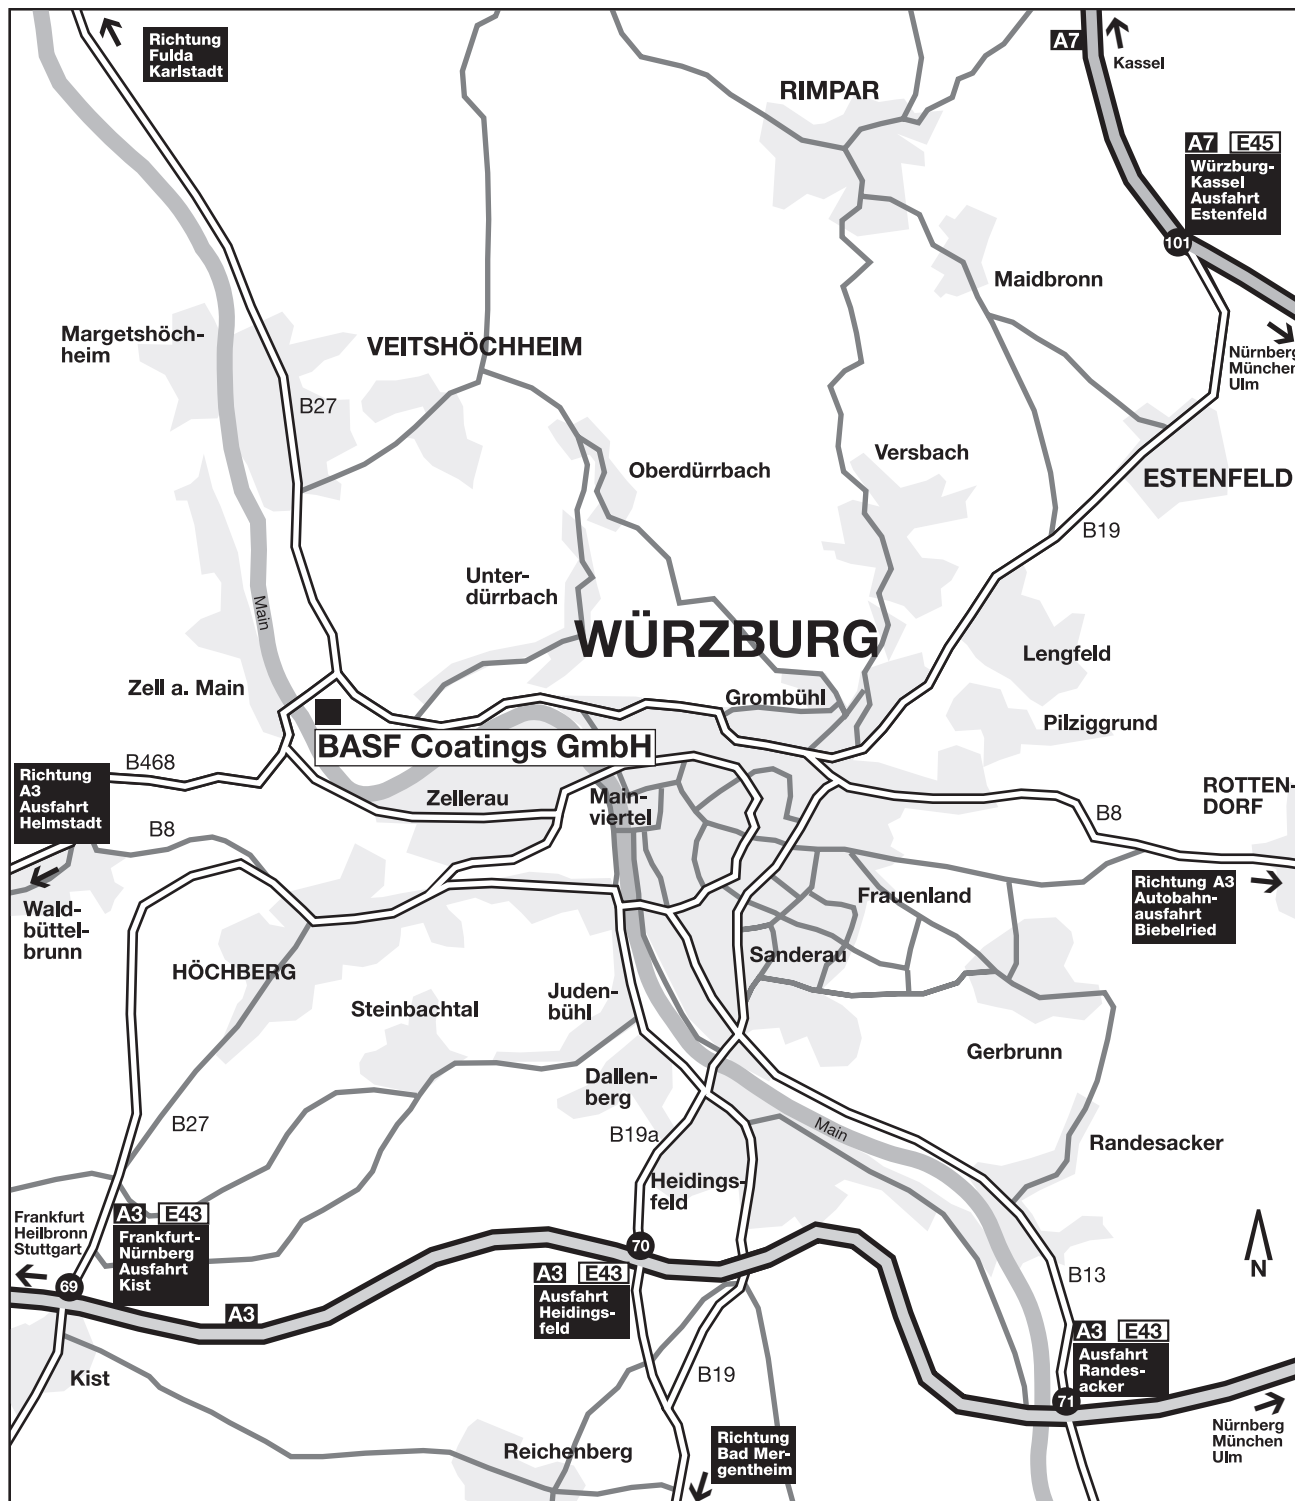 Richtung
Fulda
Karlstadt
A7
Kassel
RIMPAR
A7 E45
Würzburg-
Kassel
Ausfahrt
Estenfeld
101
Maidbronn
Margetshöch-
heim
VEITSHÖCHHEIM
Nürnberg
München
Ulm
B27
Versbach
Oberdürrbach
ESTENFELD
B19
Unter-
dürrbach
Main
WÜRZBURG
Lengfeld
Zell a. Main
Grombühl
Pilziggrund
BASF Coatings GmbH
B468
Richtung
A3
Ausfahrt
Helmstadt
Zellerau
Main-
viertel
ROTTEN-
DORF
B8
B8
Wald-
büttel-
brunn
Frauenland
Richtung A3
Autobahn-
ausfahrt
Biebelried
HÖCHBERG
Sanderau
Steinbachtal
Juden-
bühl
Gerbrunn
Dallen-
berg
B27
B19a
Main
Randesacker
Heidings-
feld
Frankfurt
Heilbronn
Stuttgart
A3 E43
Frankfurt-
Nürnberg
Ausfahrt
Kist
69
A3
70
A3 E43
Ausfahrt
Heidings-
feld
N
B13
A3 E43
Ausfahrt
Randes-
acker
71
Kist
B19
Reichenberg
Richtung
Bad Mer-
gentheim
Nürnberg
München
Ulm